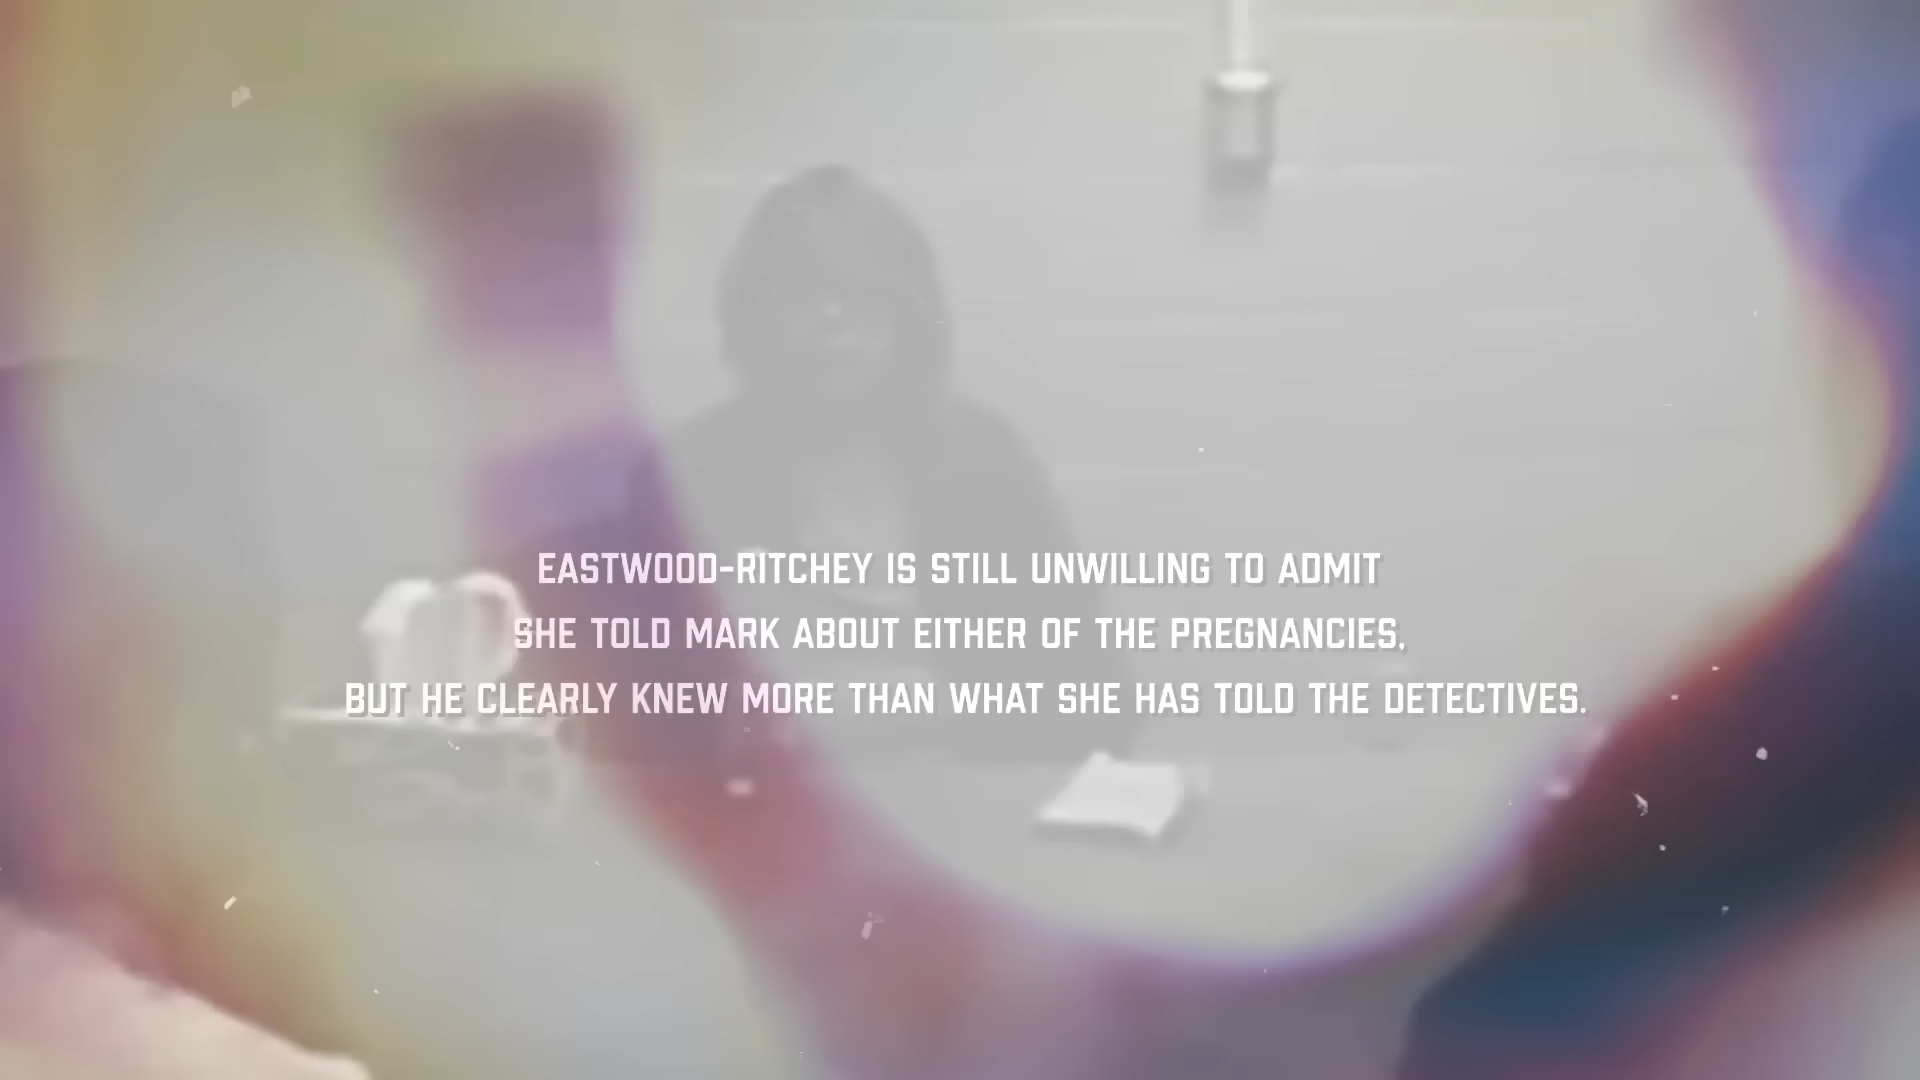 EASTWOOD-RITCHEY IS STILL UNWILLING TO ADMIT
SHE TOLD MARK ABOUT EITHER OF THE PREGNANCIES,
BUT HE CLEARLY KNEW MORE THAN WHAT SHE HAS TOLD THE DETECTIVES.